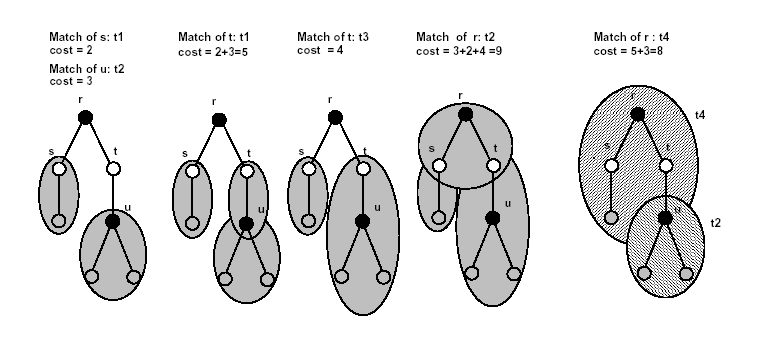 Match of s: t1
cost = 2
Match of u: t2
cost = 3
Match of t: t1
cost = 2+3=5
Match of t: t3
cost = 4
Match of r: t2
cost = 3+2+4 =9
Match of r : t4
cost = 5+3=8
r
s
t
u
r
s
t
u
r
s
t
u
r
s
t
u
r
s
t
u
t4
t2